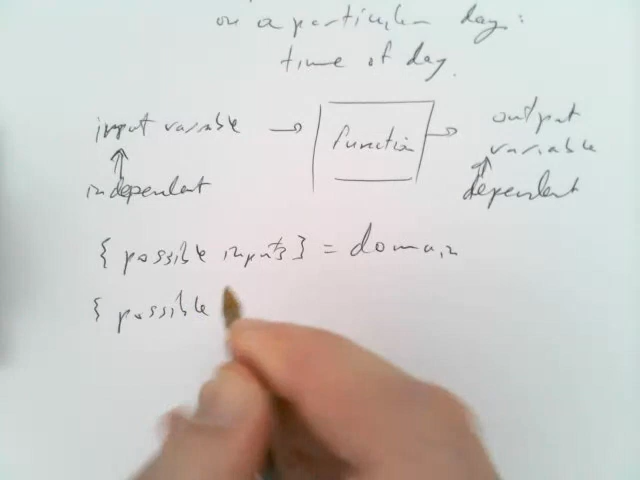 on a particular day:
time of day.
input variable → function → output variable
independent
dependent
{ possible inputs } = domain
{ possible